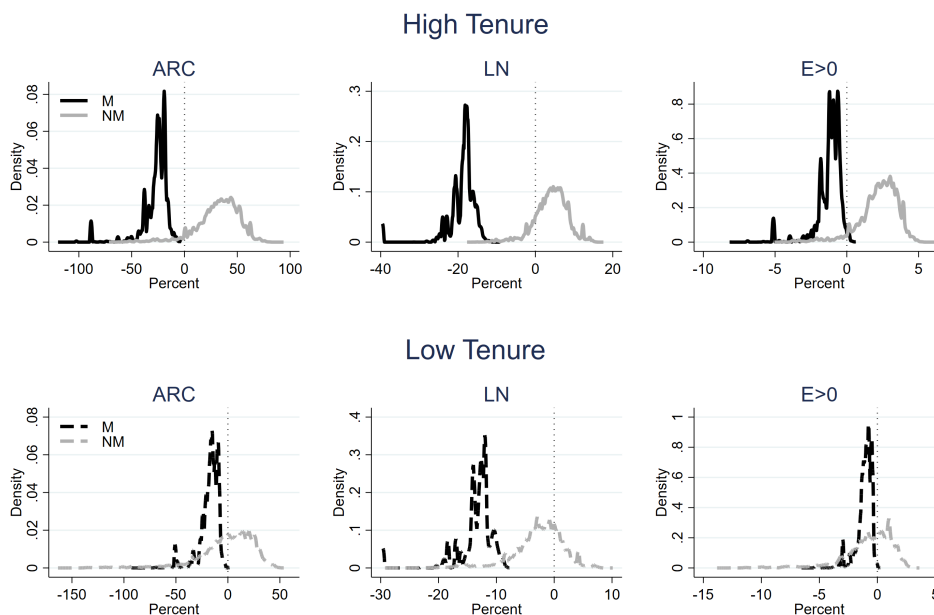 High Tenure
ARC
LN
E>0
M
NM
Density
0 .02 .04 .06 .08
-100 -50 0 50 100
Percent
Density
0 .1 .2 .3
-40 -20 0 20
Percent
Density
0 .2 .4 .6 .8
-10 -5 0 5
Percent
Low Tenure
ARC
LN
E>0
M
NM
Density
0 .02 .04 .06 .08
-150 -100 -50 0 50
Percent
Density
0 .1 .2 .3 .4
-30 -20 -10 0 10
Percent
Density
0 .2 .4 .6 .8 1
-15 -10 -5 0 5
Percent